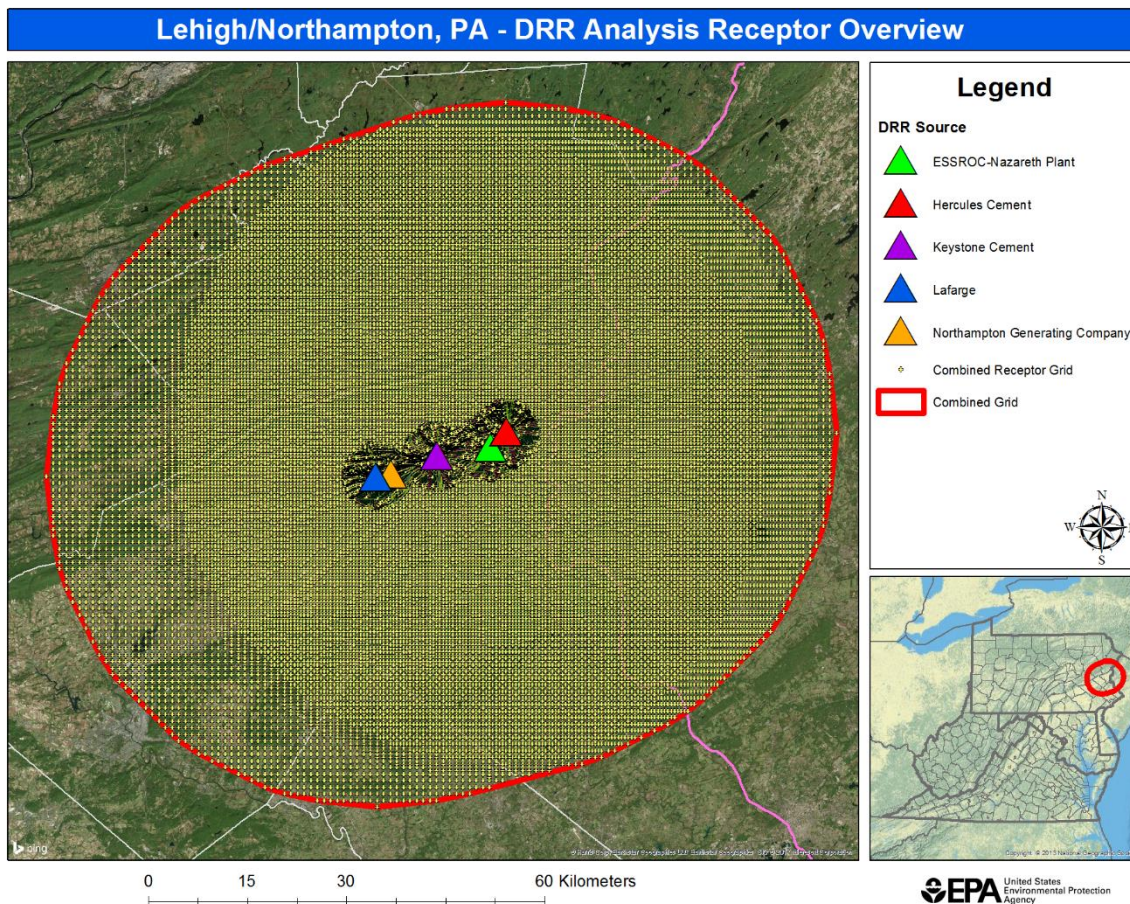 Lehigh/Northampton, PA - DRR Analysis Receptor Overview
Legend
DRR Source
ESSROC-Nazareth Plant
Hercules Cement
Keystone Cement
Lafarge
Northampton Generating Company
Combined Receptor Grid
Combined Grid
N
W
S
bing
0 15 30 60 Kilometers
EPA
United States
Environmental Protection
Agency